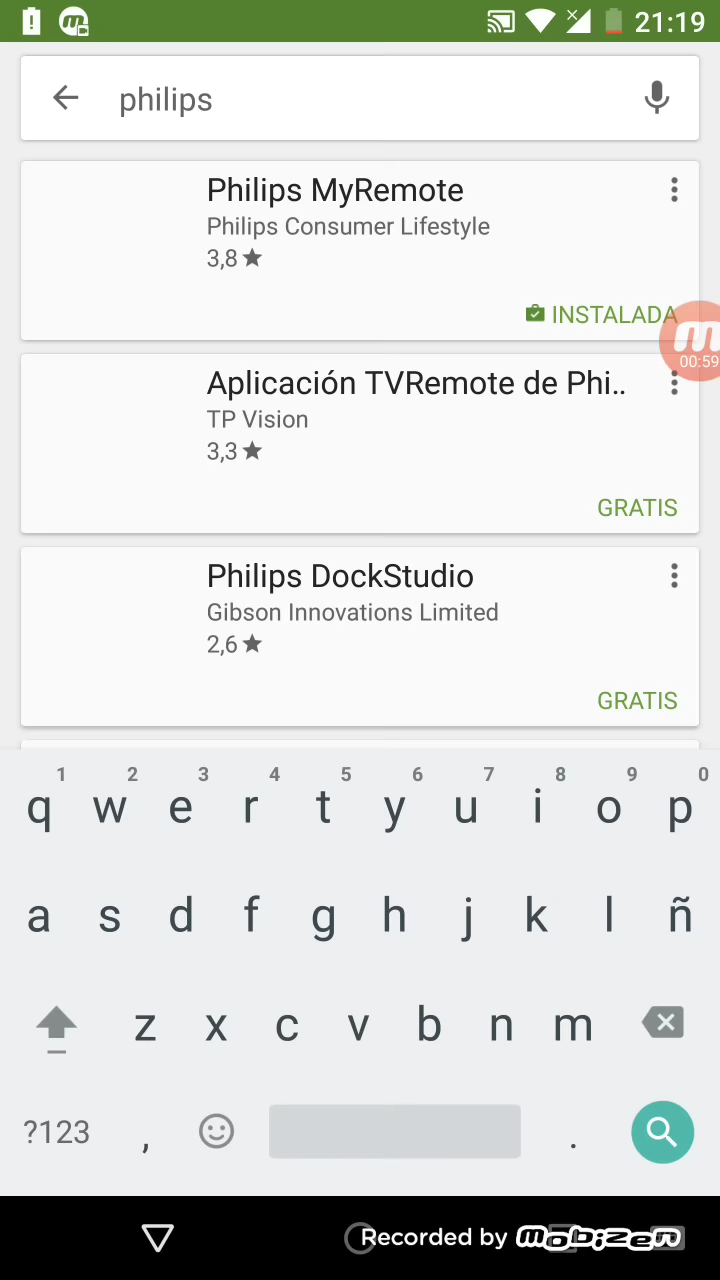 21:19
philips
Philips MyRemote
Philips Consumer Lifestyle
3,8
INSTALADA
00:59
Aplicación TVRemote de Phi..
TP Vision
3,3
GRATIS
Philips DockStudio
Gibson Innovations Limited
2,6
GRATIS
1 2 3 4 5 6 7 8 9 0
q w e r t y u i o p
a s d f g h j k l ñ
z x c v b n m
?123 , .
Recorded by mobizen